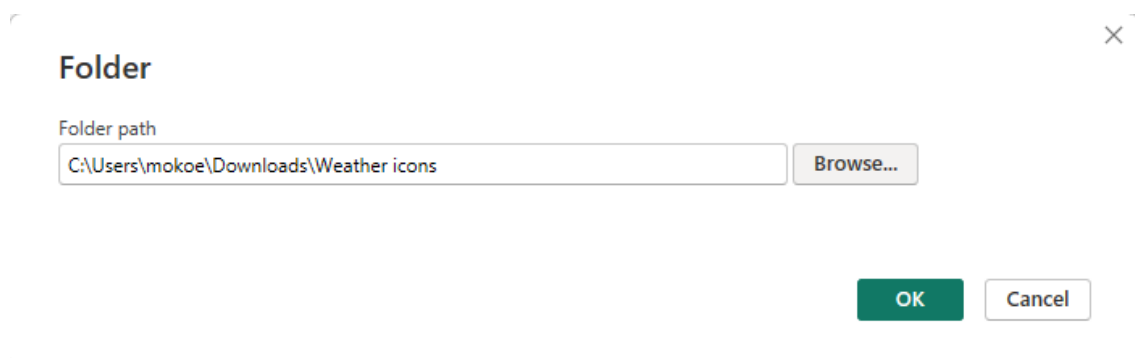 Folder
Folder path
C:\Users\mokoe\Downloads\Weather icons
Browse...
OK
Cancel